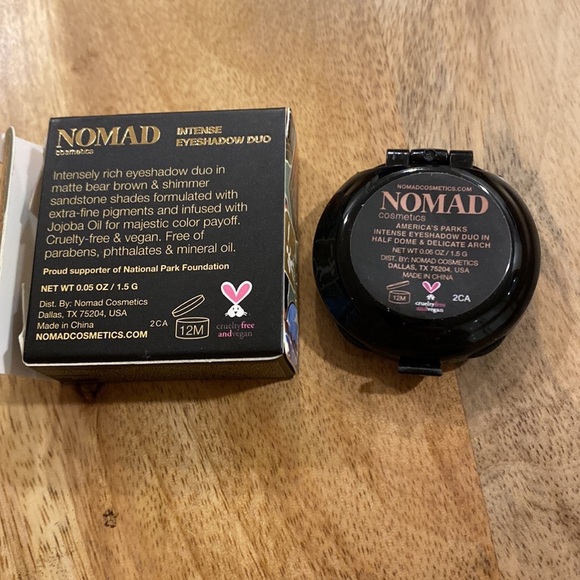 NOMAD
cosmetics
INTENSE
EYESHADOW DUO
Intensely rich eyeshadow duo in
matte bear brown & shimmer
sandstone shades formulated with
extra-fine pigments and infused with
Jojoba Oil for majestic color payoff.
Cruelty-free & vegan. Free of
parabens, phthalates & mineral oil.
Proud supporter of National Park Foundation
NET WT 0.05 OZ / 1.5 G
Dist. By: Nomad Cosmetics
Dallas, TX 75204, USA
Made in China
2CA
NOMADCOSMETICS.COM
12M
crueltyfree
andvegan
NOMADCOSMETICS.COM
NOMAD
cosmetics
AMERICA'S PARKS
INTENSE EYESHADOW DUO IN
HALF DOME & DELICATE ARCH
NET WT 0.05 OZ / 1.5 G
DIST. BY: NOMAD COSMETICS
DALLAS, TX 75204, USA
MADE IN CHINA
12M
crueltyfree
andvegan
2CA